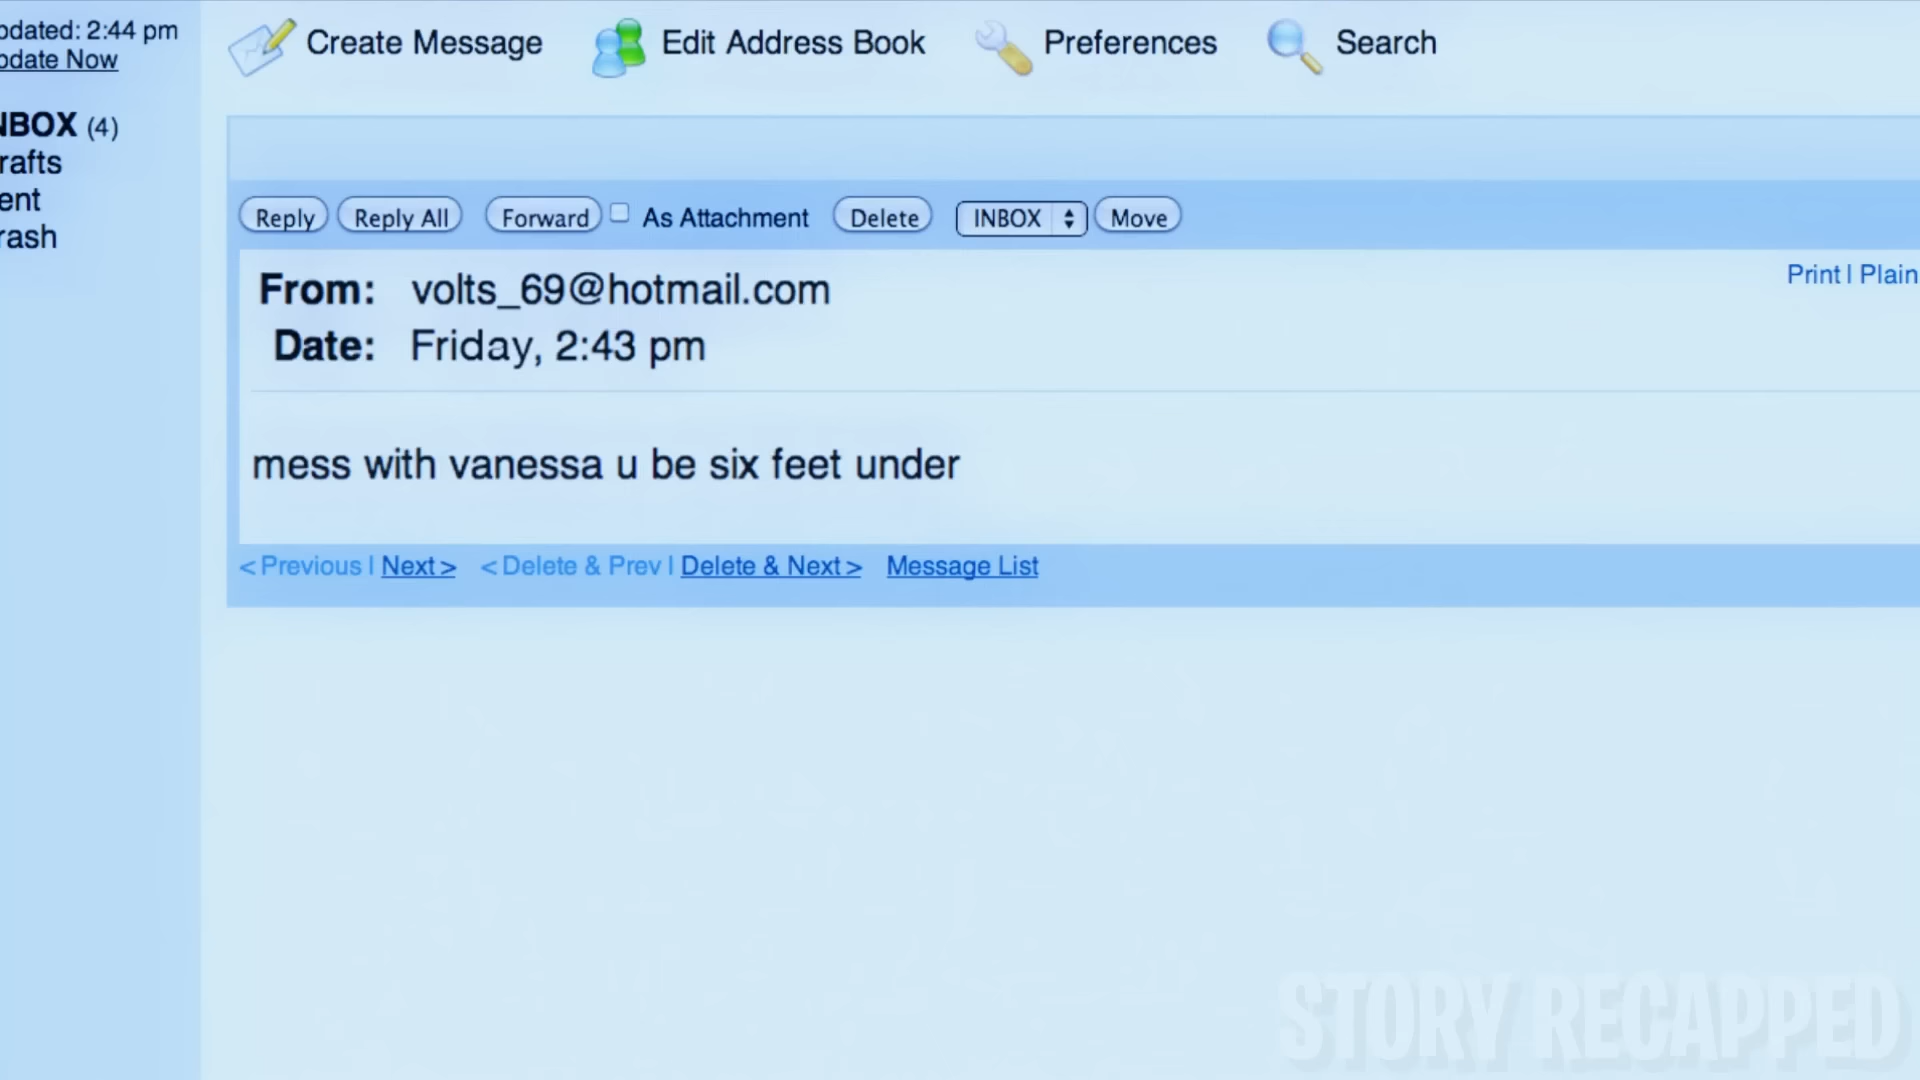 pdated: 2:44 pm
pdate Now
NBOX (4)
rafts
ent
rash
Create Message
Edit Address Book
Preferences
Search
Reply
Reply All
Forward
As Attachment
Delete
INBOX
Move
From: volts_69@hotmail.com
Print | Plain
Date: Friday, 2:43 pm
mess with vanessa u be six feet under
< Previous | Next > < Delete & Prev | Delete & Next > Message List
STORY RECAPPED